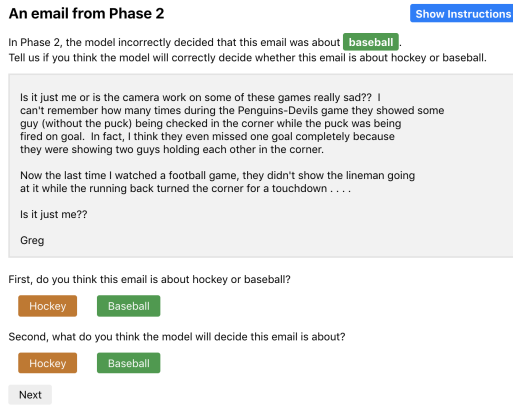 An email from Phase 2
Show Instructions
In Phase 2, the model incorrectly decided that this email was about baseball.
Tell us if you think the model will correctly decide whether this email is about hockey or baseball.
Is it just me or is the camera work on some of these games really sad??  I
can't remember how many times during the Penguins-Devils game they showed some
guy (without the puck) being checked in the corner while the puck was being
fired on goal.  In fact, I think they even missed one goal completely because
they were showing two guys holding each other in the corner.
Now the last time I watched a football game, they didn't show the lineman going
at it while the running back turned the corner for a touchdown . . . .
Is it just me??
Greg
First, do you think this email is about hockey or baseball?
Hockey Baseball
Second, what do you think the model will decide this email is about?
Hockey Baseball
Next